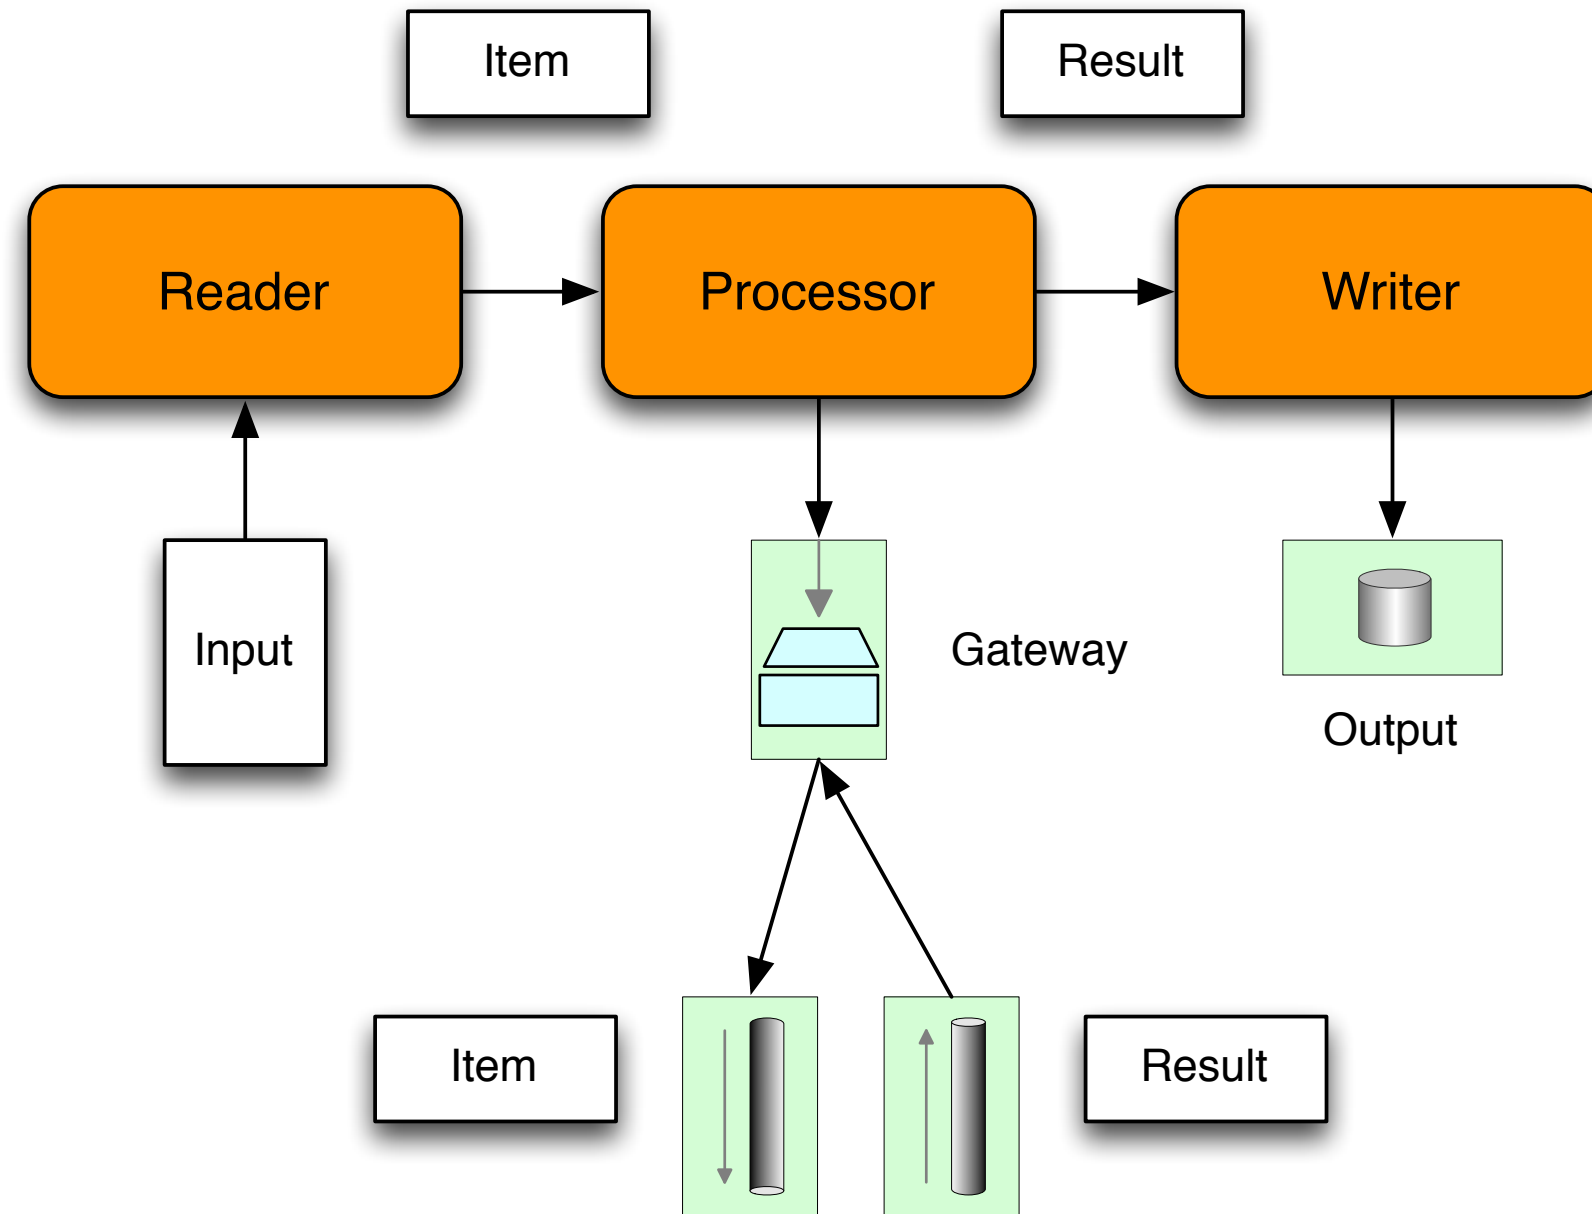 Item
Result
Reader
Processor
Writer
Input
Gateway
Output
Item
Result